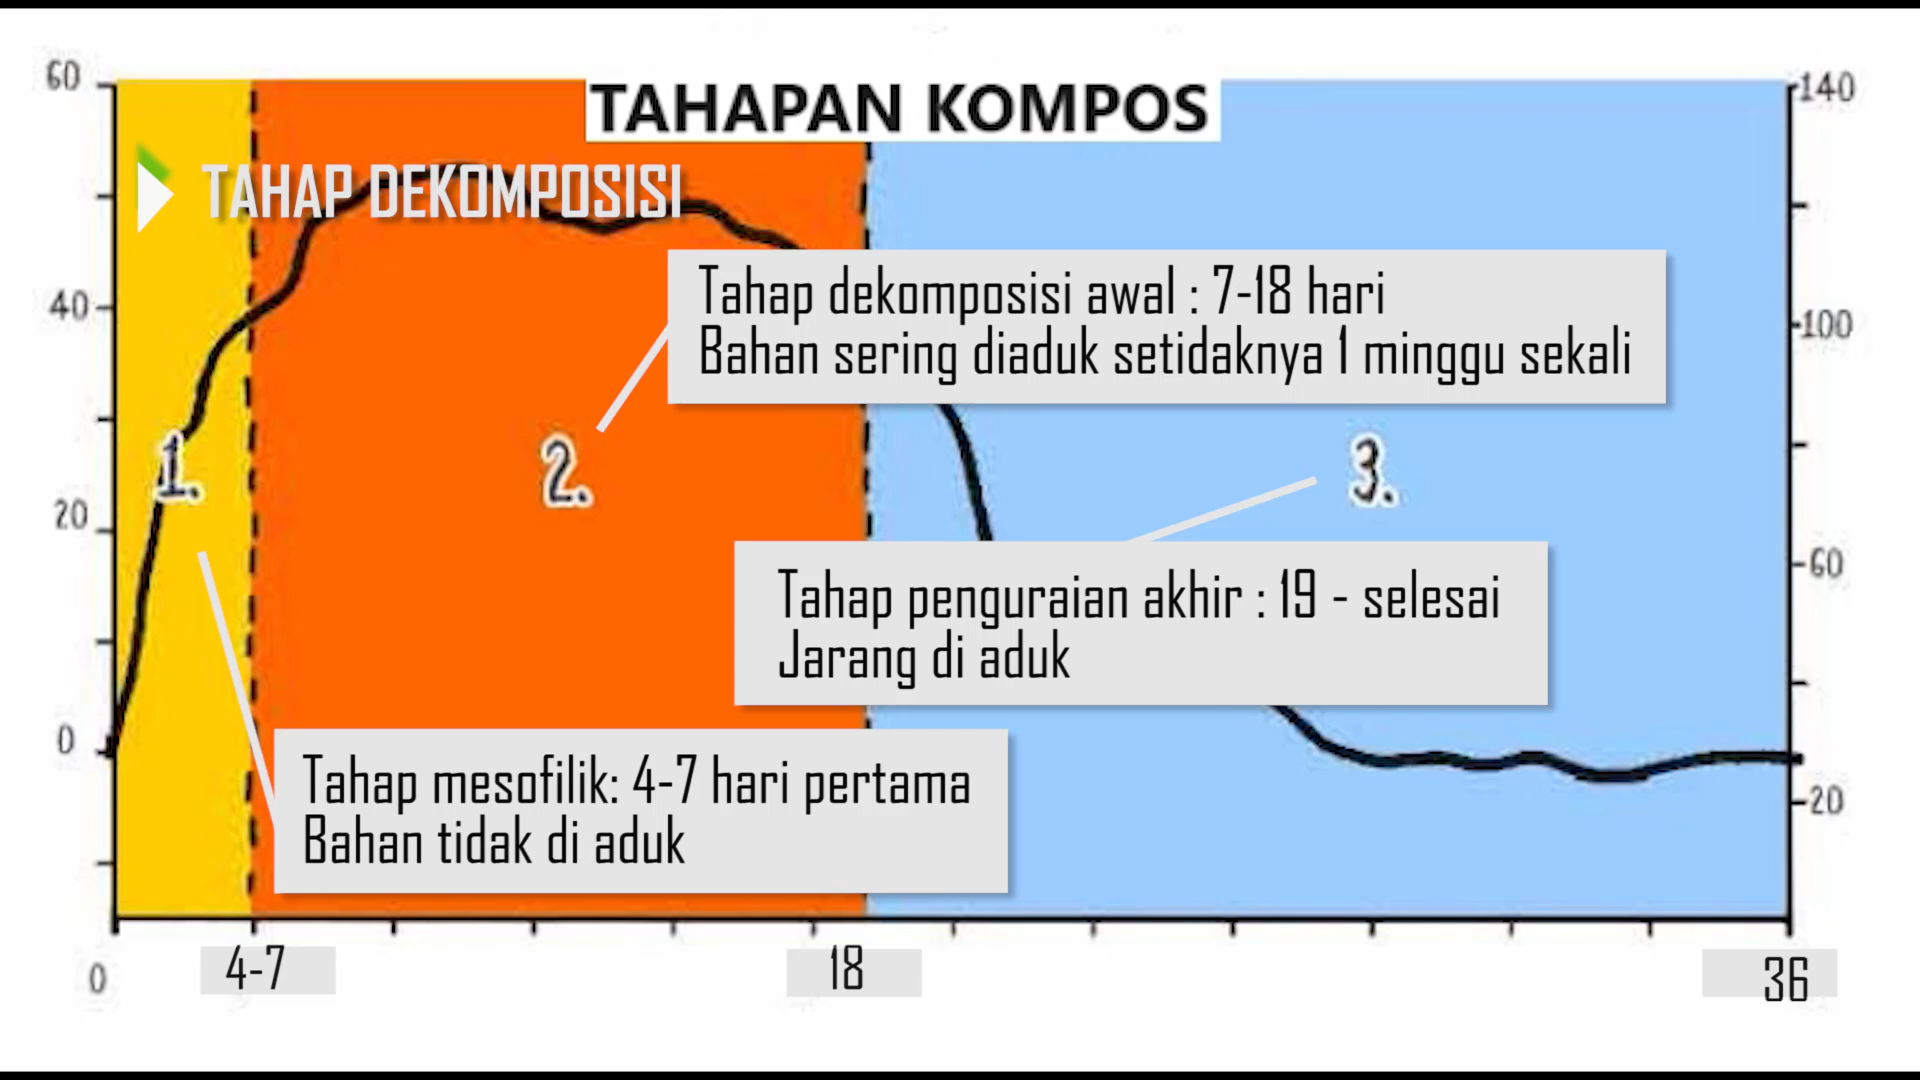 TAHAPAN KOMPOS
TAHAP DEKOMPOSISI
60
40
20
0
140
100
60
20
Tahap dekomposisi awal : 7-18 hari
Bahan sering diaduk setidaknya 1 minggu sekali
1.
2.
3.
Tahap penguraian akhir : 19 - selesai
Jarang di aduk
Tahap mesofilik: 4-7 hari pertama
Bahan tidak di aduk
0
4-7
18
36